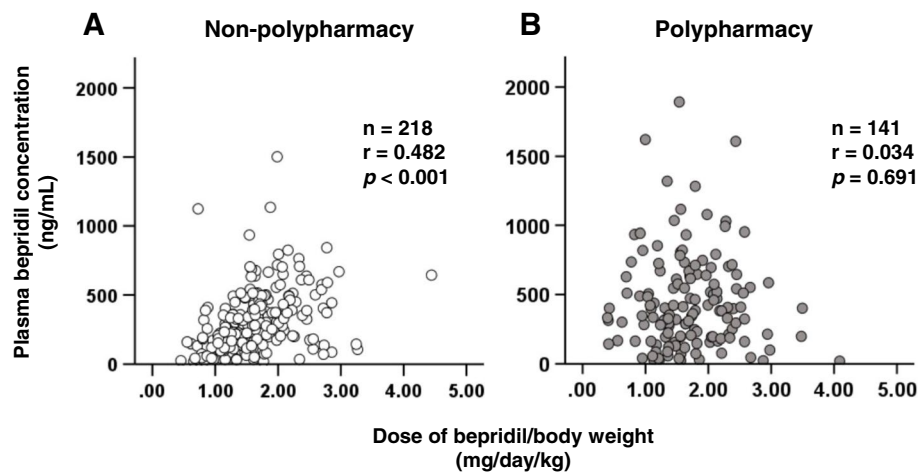 A Non-polypharmacy
Plasma bepridil concentration
(ng/mL)
2000
1500
1000
500
0
n = 218
r = 0.482
p < 0.001
.00 1.00 2.00 3.00 4.00 5.00
B Polypharmacy
2000
1500
1000
500
0
n = 141
r = 0.034
p = 0.691
.00 1.00 2.00 3.00 4.00 5.00
Dose of bepridil/body weight
(mg/day/kg)